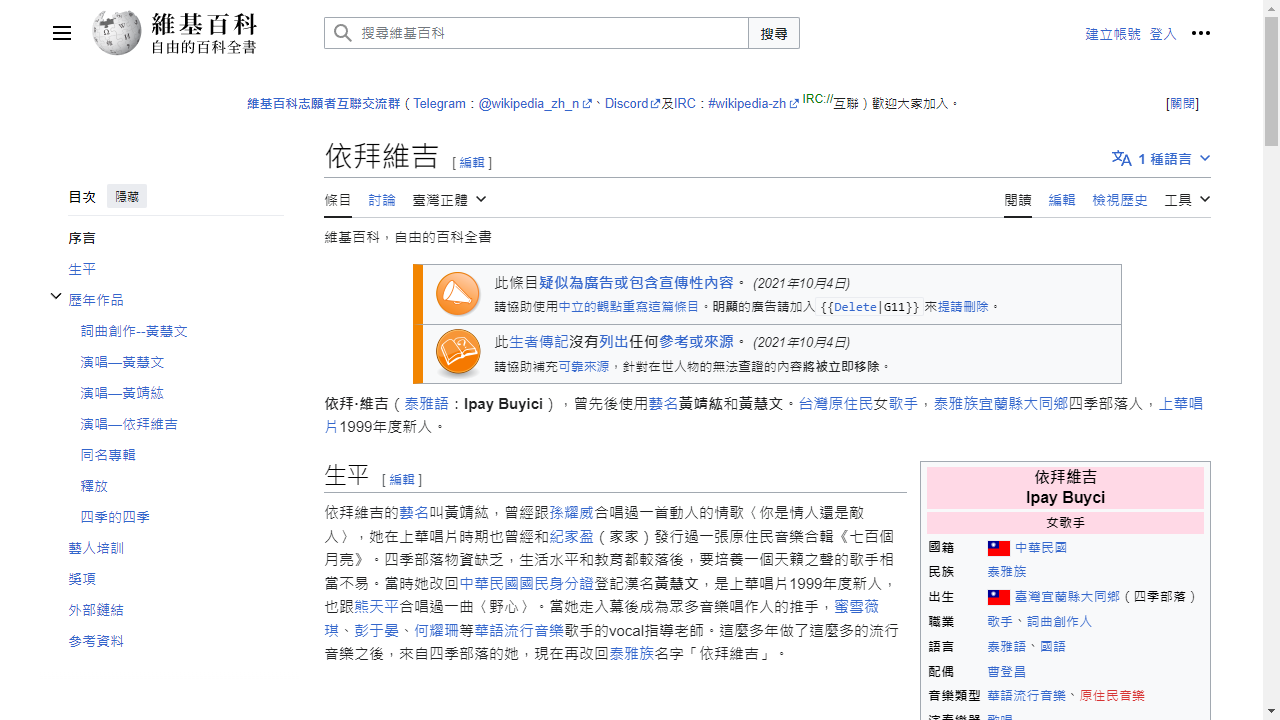 維基百科
自由的百科全書
搜尋維基百科
搜尋
建立帳號 登入
維基百科志願者互聯交流群（Telegram：@wikipedia_zh_n、Discord及IRC：#wikipedia-zh IRC://互聯）歡迎大家加入。
[關閉]
依拜維吉 [ 編輯 ]
1 種語言
目次 隱藏
序言
生平
歷年作品
詞曲創作--黃慧文
演唱—黃慧文
演唱—黃靖紘
演唱—依拜維吉
同名專輯
釋放
四季的四季
藝人培訓
獎項
外部鏈結
參考資料
條目 討論 臺灣正體
閱讀 編輯 檢視歷史 工具
維基百科，自由的百科全書
此條目疑似為廣告或包含宣傳性內容。 (2021年10月4日)
請協助使用中立的觀點重寫這篇條目。明顯的廣告請加入 {{Delete|G11}} 來提請刪除。
此生者傳記沒有列出任何參考或來源。 (2021年10月4日)
請協助補充可靠來源，針對在世人物的無法查證的內容將被立即移除。
依拜·維吉（泰雅語：Ipay Buyici），曾先後使用藝名黃靖紘和黃慧文。台灣原住民女歌手，泰雅族宜蘭縣大同鄉四季部落人，上華唱
片1999年度新人。
生平 [ 編輯 ]
依拜維吉的藝名叫黃靖紘，曾經跟孫耀威合唱過一首動人的情歌〈你是情人還是敵
人〉，她在上華唱片時期也曾經和紀家盈（家家）發行過一張原住民音樂合輯《七百個
月亮》。四季部落物資缺乏，生活水平和教育都較落後，要培養一個天籟之聲的歌手相
當不易。當時她改回中華民國國民身分證登記漢名黃慧文，是上華唱片1999年度新人，
也跟熊天平合唱過一曲〈野心〉。當她走入幕後成為眾多音樂唱作人的推手，蜜雪薇
琪、彭于晏、何耀珊等華語流行音樂歌手的vocal指導老師。這麼多年做了這麼多的流行
音樂之後，來自四季部落的她，現在再改回泰雅族名字「依拜維吉」。
依拜維吉
Ipay Buyci
女歌手
國籍 中華民國
民族 泰雅族
出生 臺灣宜蘭縣大同鄉（四季部落）
職業 歌手、詞曲創作人
語言 泰雅語、國語
配偶 曹登昌
音樂類型 華語流行音樂、原住民音樂
演奏樂器 歌唱